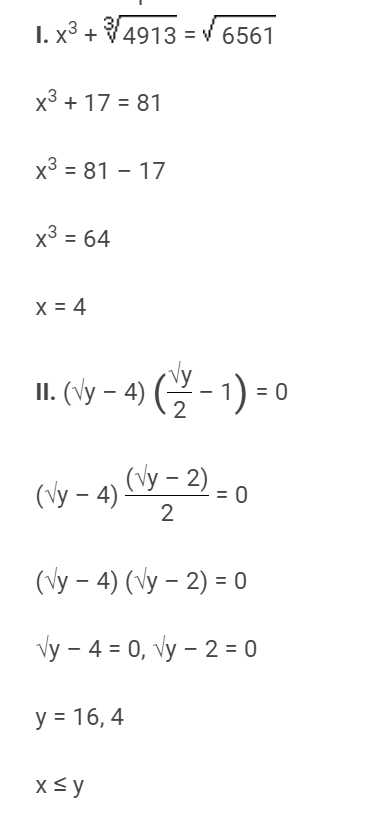 I. x³ + ∛4913 = √6561
x³ + 17 = 81
x³ = 81 − 17
x³ = 64
x = 4
II. (√y − 4) (√y/2 − 1) = 0
(√y − 4) (√y − 2)/2 = 0
(√y − 4) (√y − 2) = 0
√y − 4 = 0, √y − 2 = 0
y = 16, 4
x ≤ y